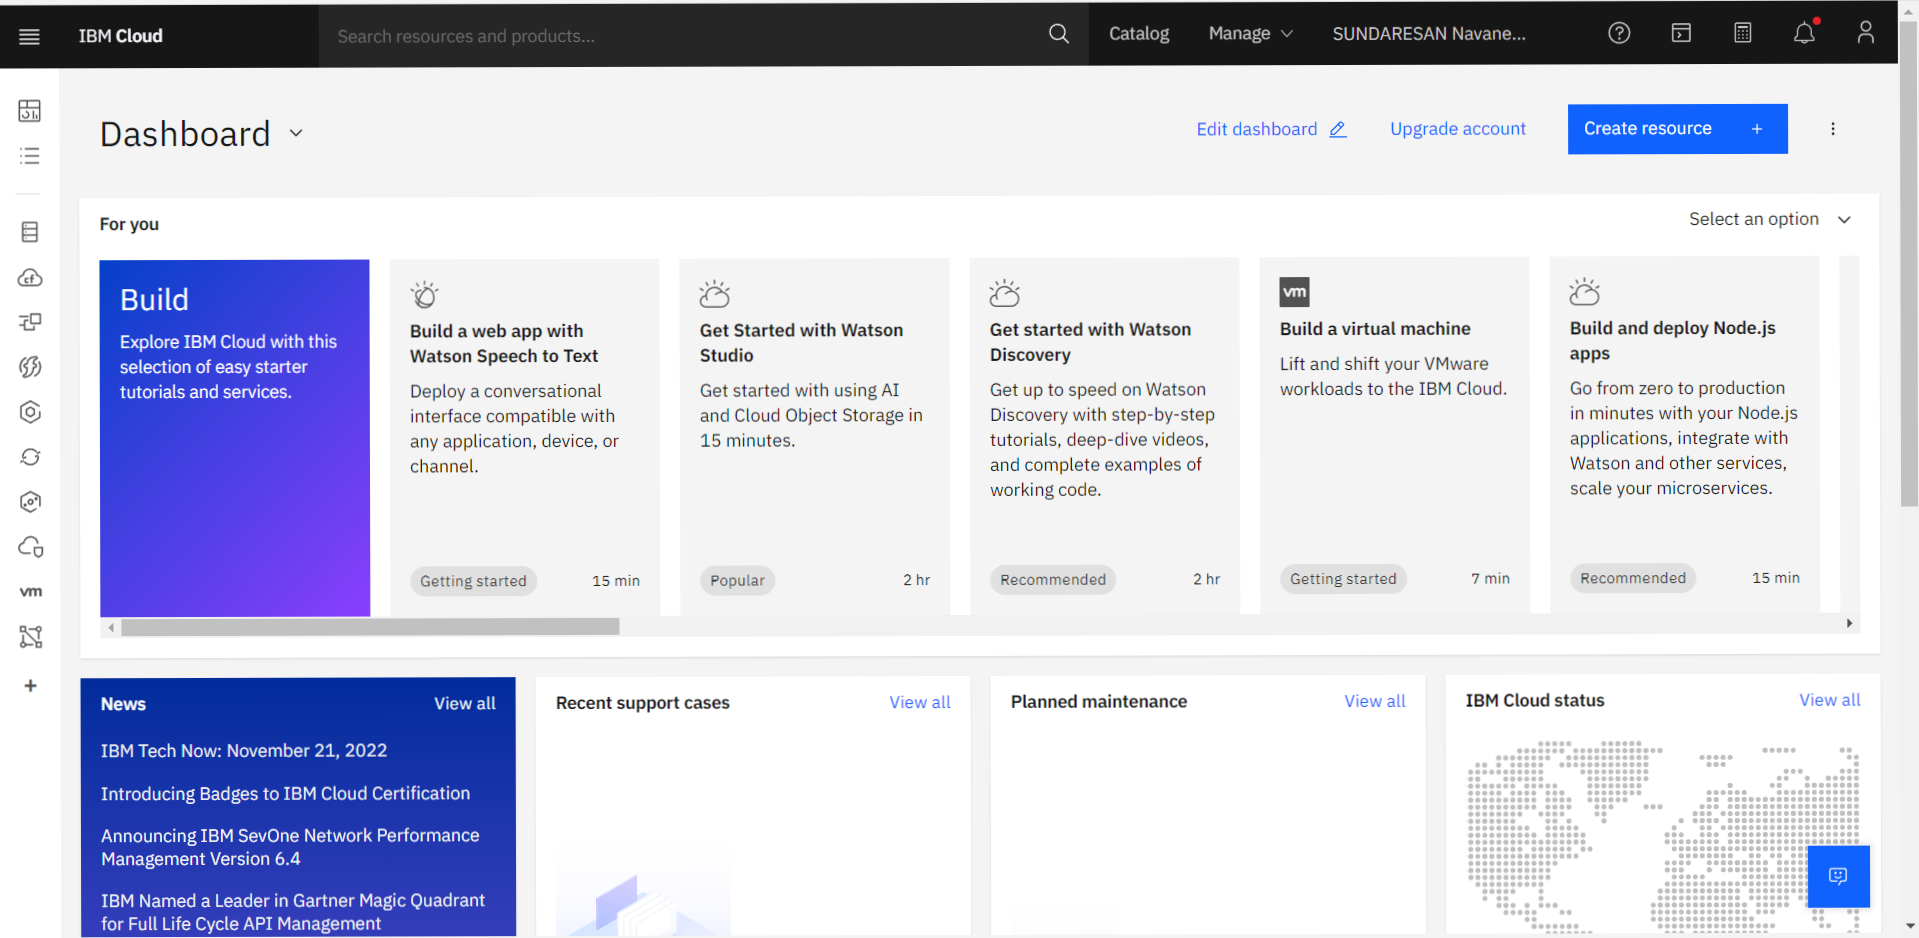 IBM Cloud
Search resources and products...
Catalog
Manage
SUNDARESAN Navane...
Dashboard
Edit dashboard
Upgrade account
Create resource +
For you
Select an option
Build
Explore IBM Cloud with this
selection of easy starter
tutorials and services.
Build a web app with
Watson Speech to Text
Deploy a conversational
interface compatible with
any application, device, or
channel.
Getting started
15 min
Get Started with Watson
Studio
Get started with using AI
and Cloud Object Storage in
15 minutes.
Popular
2 hr
Get started with Watson
Discovery
Get up to speed on Watson
Discovery with step-by-step
tutorials, deep-dive videos,
and complete examples of
working code.
Recommended
2 hr
vm
Build a virtual machine
Lift and shift your VMware
workloads to the IBM Cloud.
Getting started
7 min
Build and deploy Node.js
apps
Go from zero to production
in minutes with your Node.js
applications, integrate with
Watson and other services,
scale your microservices.
Recommended
15 min
cf
vm
+
News
View all
IBM Tech Now: November 21, 2022
Introducing Badges to IBM Cloud Certification
Announcing IBM SevOne Network Performance
Management Version 6.4
IBM Named a Leader in Gartner Magic Quadrant
for Full Life Cycle API Management
Recent support cases
View all
Planned maintenance
View all
IBM Cloud status
View all